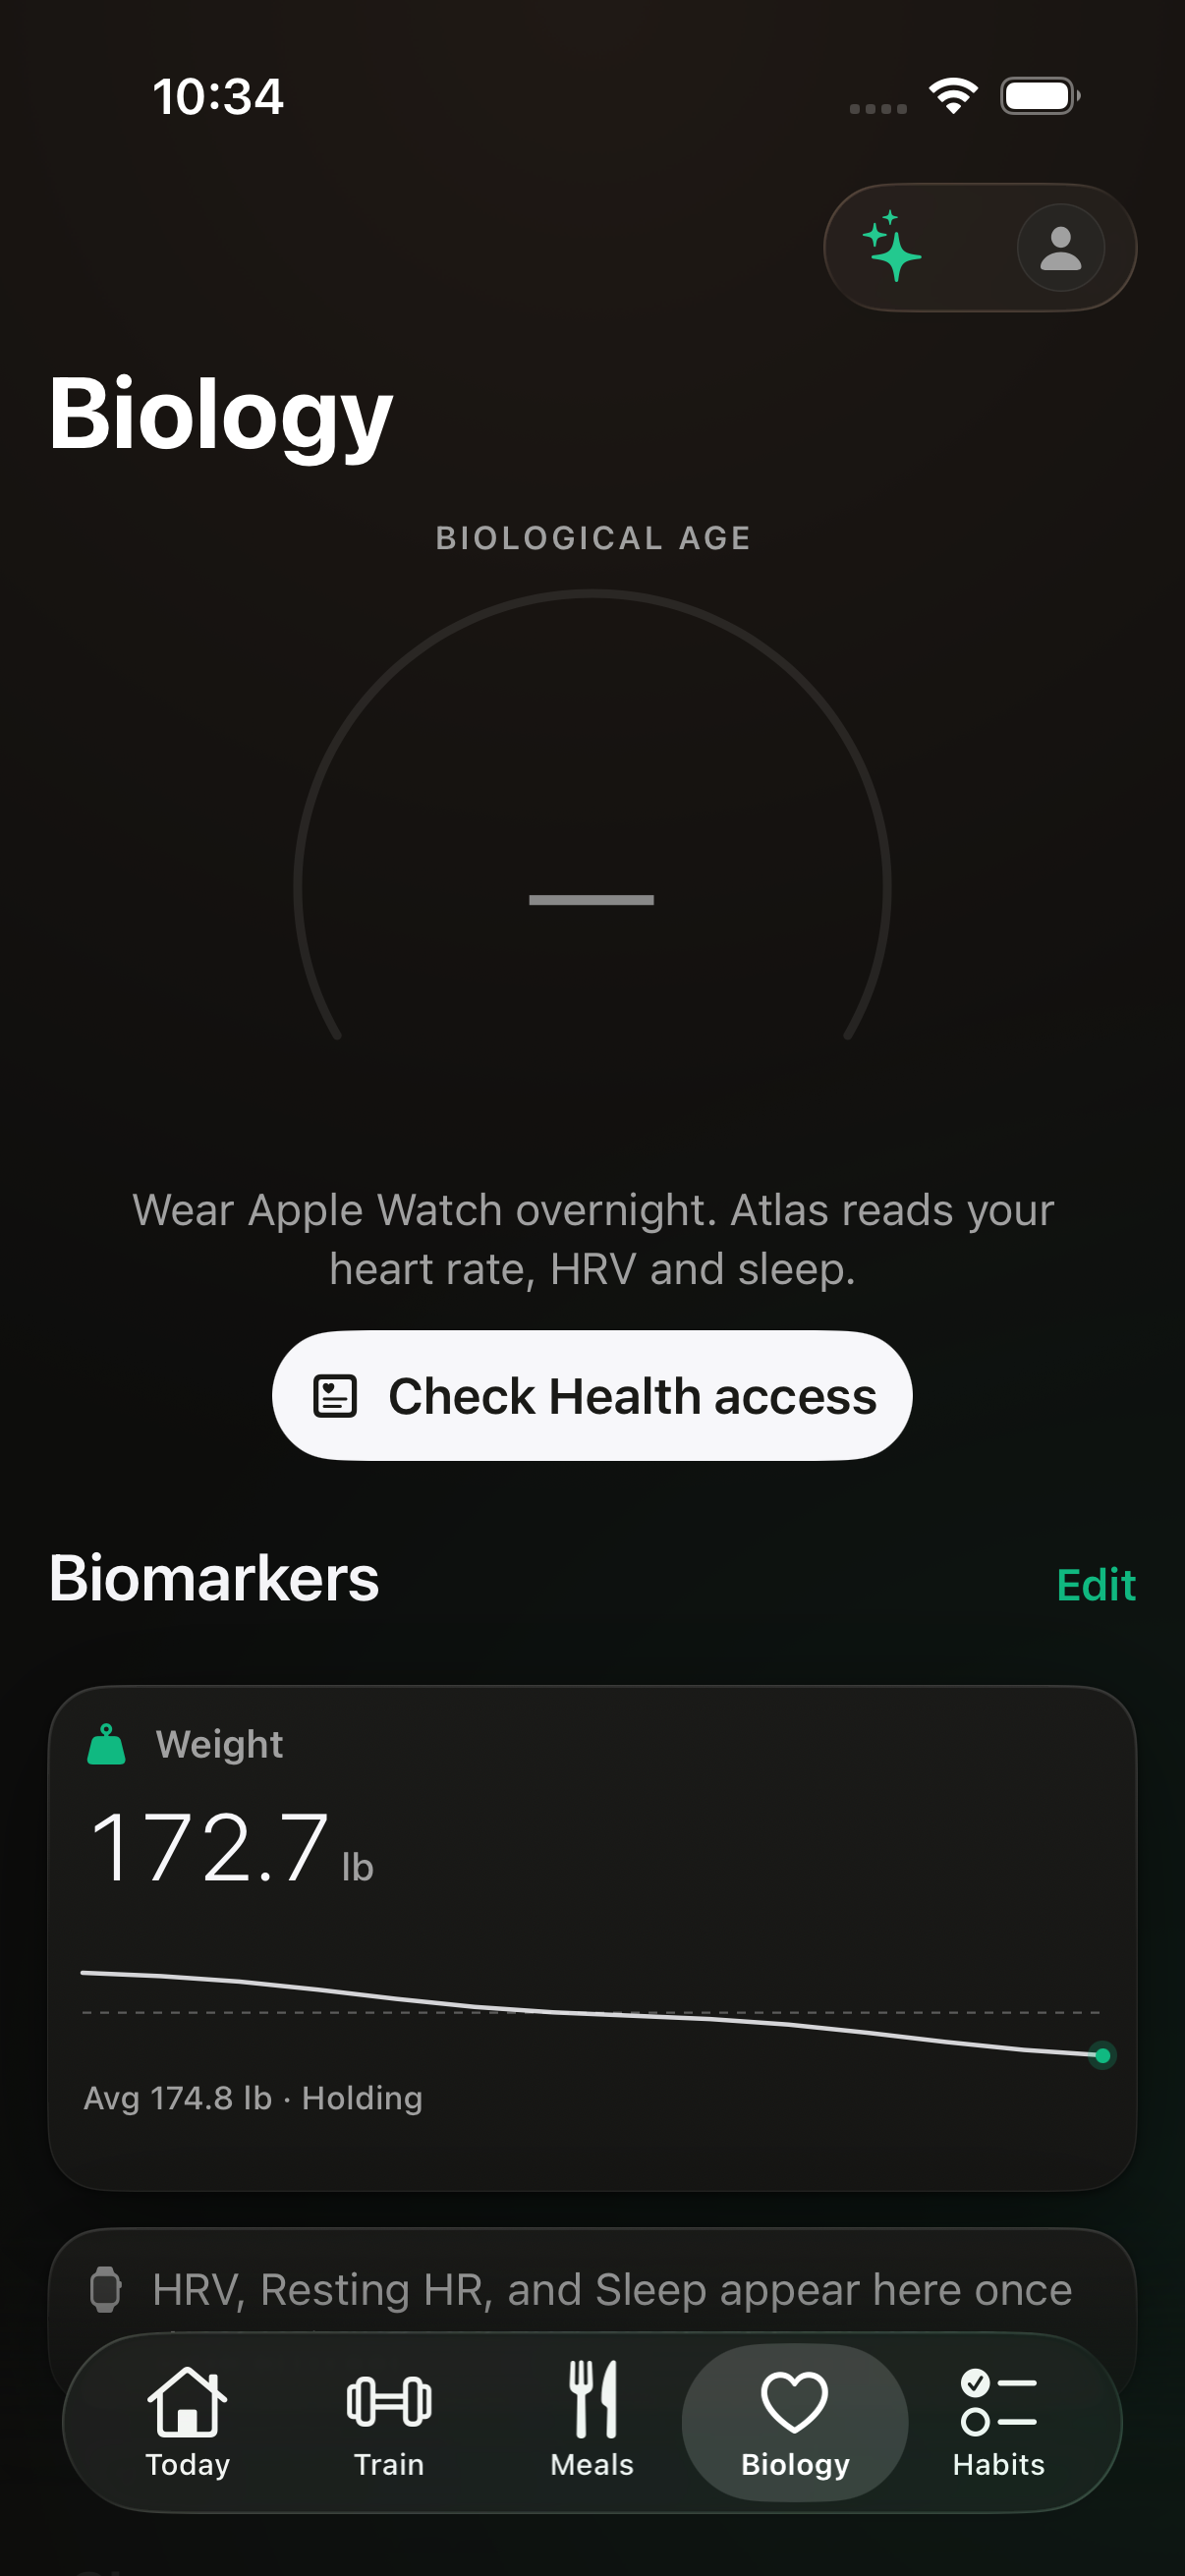 10:34
Biology
BIOLOGICAL AGE
—
Wear Apple Watch overnight. Atlas reads your
heart rate, HRV and sleep.
Check Health access
Biomarkers
Edit
Weight
172.7 lb
Avg 174.8 lb · Holding
HRV, Resting HR, and Sleep appear here once
Today
Train
Meals
Biology
Habits